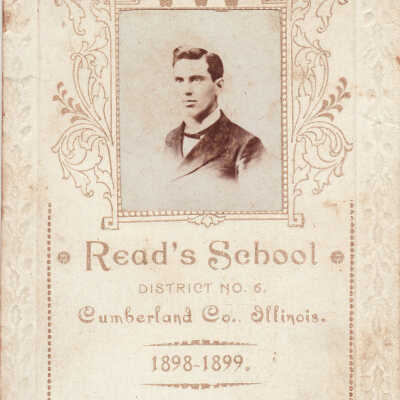 Read's School
DISTRICT NO. 6.
Cumberland Co., Illinois.
1898-1899.